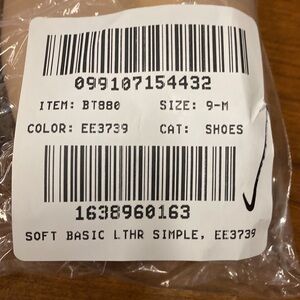 099107154432
ITEM: BT880 SIZE: 9-M
COLOR: EE3739 CAT: SHOES
1638960163
SOFT BASIC LTHR SIMPLE, EE3739